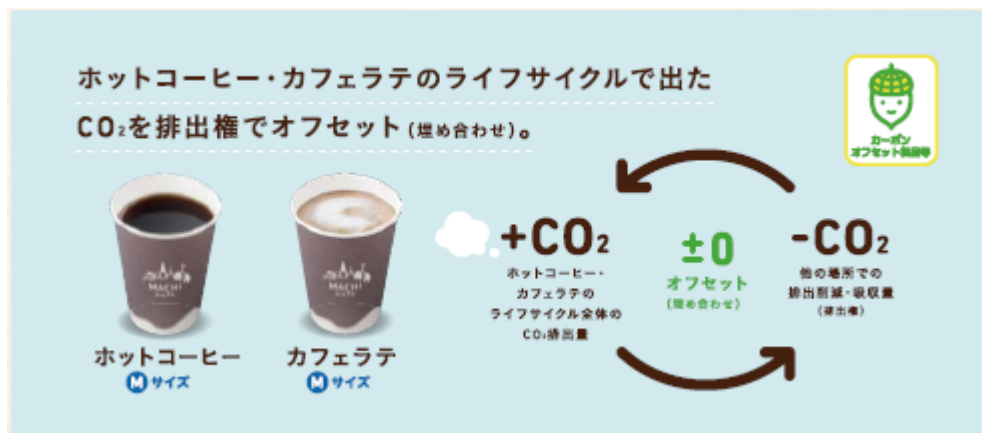 ホットコーヒー・カフェラテのライフサイクルで出た
CO₂を排出権でオフセット(埋め合わせ)。
カーボン
オフセット製品等
MACHI
café
ホットコーヒー
Mサイズ
カフェラテ
Mサイズ
+CO₂
ホットコーヒー・
カフェラテの
ライフサイクル全体の
CO₂排出量
±0
オフセット
(埋め合わせ)
-CO₂
他の場所での
排出削減・吸収量
(排出権)